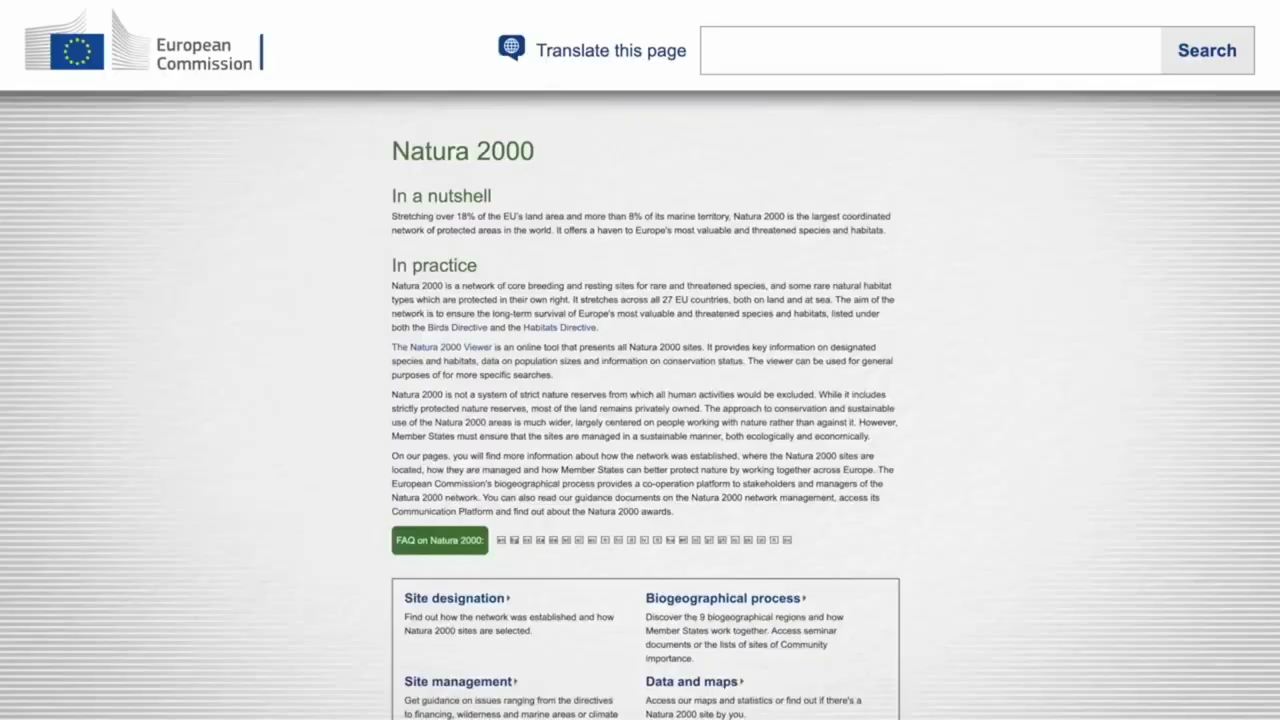 European
Commission
Translate this page
Search
Natura 2000
In a nutshell
Stretching over 18% of the EU's land area and more than 8% of its marine territory, Natura 2000 is the largest coordinated
network of protected areas in the world. It offers a haven to Europe's most valuable and threatened species and habitats.
In practice
Natura 2000 is a network of core breeding and resting sites for rare and threatened species, and some rare natural habitat
types which are protected in their own right. It stretches across all 27 EU countries, both on land and at sea. The aim of the
network is to ensure the long-term survival of Europe's most valuable and threatened species and habitats, listed under
both the Birds Directive and the Habitats Directive.
The Natura 2000 Viewer is an online tool that presents all Natura 2000 sites. It provides key information on designated
species and habitats, data on population sizes and information on conservation status. The viewer can be used for general
purposes of for more specific searches.
Natura 2000 is not a system of strict nature reserves from which all human activities would be excluded. While it includes
strictly protected nature reserves, most of the land remains privately owned. The approach to conservation and sustainable
use of the Natura 2000 areas is much wider, largely centered on people working with nature rather than against it. However,
Member States must ensure that the sites are managed in a sustainable manner, both ecologically and economically.
On our pages, you will find more information about how the network was established, where the Natura 2000 sites are
located, how they are managed and how Member States can better protect nature by working together across Europe. The
European Commission's biogeographical process provides a co-operation platform to stakeholders and managers of the
Natura 2000 network. You can also read our guidance documents on the Natura 2000 network management, access its
Communication Platform and find out about the Natura 2000 awards.
FAQ on Natura 2000:
Site designation
Find out how the network was established and how
Natura 2000 sites are selected.
Biogeographical process
Discover the 9 biogeographical regions and how
Member States work together. Access seminar
documents or the lists of sites of Community
importance.
Site management
Get guidance on issues ranging from the directives
to financing, wilderness and marine areas or climate
Data and maps
Access our maps and statistics or find out if there's a
Natura 2000 site by you.